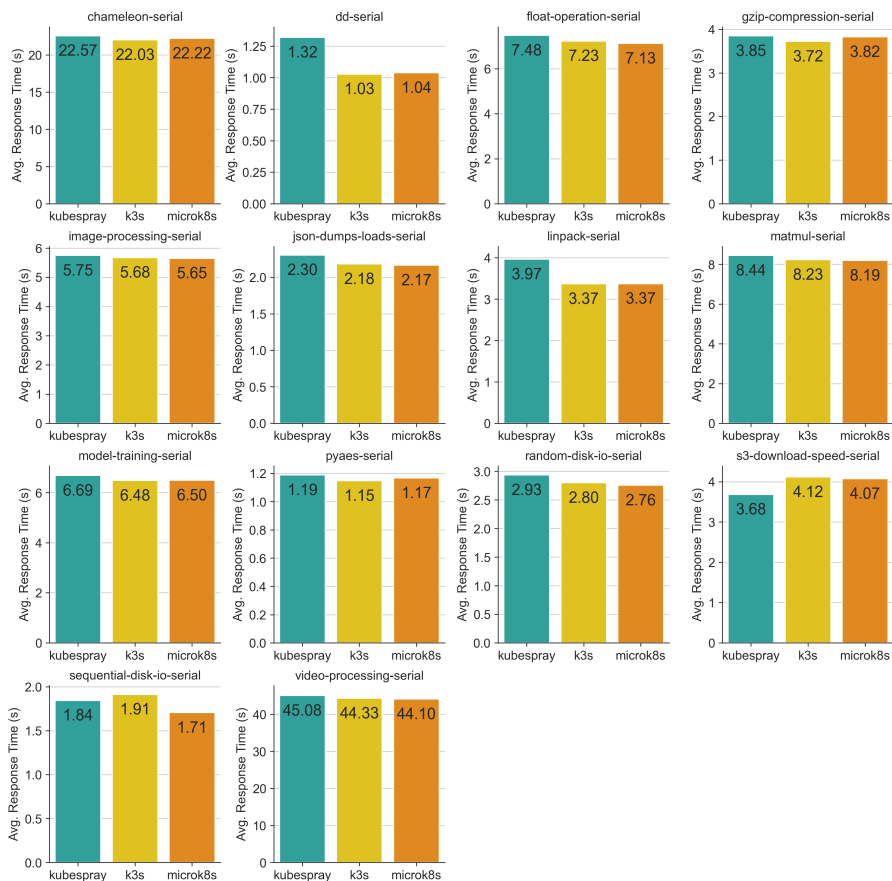 chameleon-serial
Avg. Response Time (s)
20
15
10
5
0
22.57
22.03
22.22
kubespray
k3s
microk8s
dd-serial
Avg. Response Time (s)
1.25
1.00
0.75
0.50
0.25
0.00
1.32
1.03
1.04
kubespray
k3s
microk8s
float-operation-serial
Avg. Response Time (s)
6
4
2
0
7.48
7.23
7.13
kubespray
k3s
microk8s
gzip-compression-serial
Avg. Response Time (s)
4
3
2
1
0
3.85
3.72
3.82
kubespray
k3s
microk8s
image-processing-serial
Avg. Response Time (s)
6
5
4
3
2
1
0
5.75
5.68
5.65
kubespray
k3s
microk8s
json-dumps-loads-serial
Avg. Response Time (s)
2.0
1.5
1.0
0.5
0.0
2.30
2.18
2.17
kubespray
k3s
microk8s
linpack-serial
Avg. Response Time (s)
4
3
2
1
0
3.97
3.37
3.37
kubespray
k3s
microk8s
matmul-serial
Avg. Response Time (s)
8
6
4
2
0
8.44
8.23
8.19
kubespray
k3s
microk8s
model-training-serial
Avg. Response Time (s)
6
4
2
0
6.69
6.48
6.50
kubespray
k3s
microk8s
pyaes-serial
Avg. Response Time (s)
1.2
1.0
0.8
0.6
0.4
0.2
0.0
1.19
1.15
1.17
kubespray
k3s
microk8s
random-disk-io-serial
Avg. Response Time (s)
3.0
2.5
2.0
1.5
1.0
0.5
0.0
2.93
2.80
2.76
kubespray
k3s
microk8s
s3-download-speed-serial
Avg. Response Time (s)
4
3
2
1
0
3.68
4.12
4.07
kubespray
k3s
microk8s
sequential-disk-io-serial
Avg. Response Time (s)
2.0
1.5
1.0
0.5
0.0
1.84
1.91
1.71
kubespray
k3s
microk8s
video-processing-serial
Avg. Response Time (s)
40
30
20
10
0
45.08
44.33
44.10
kubespray
k3s
microk8s